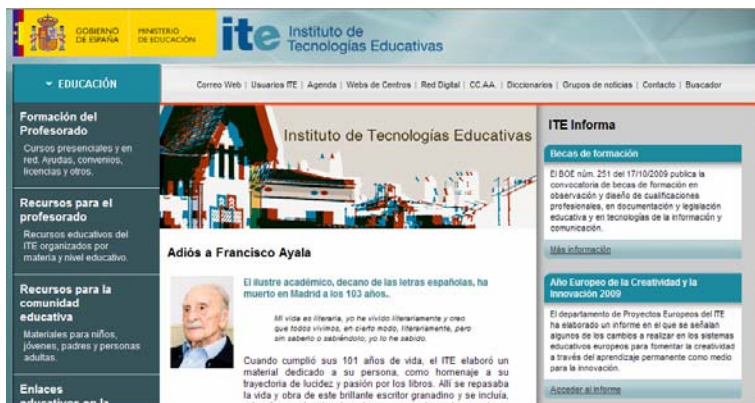 GOBIERNO
DE ESPAÑA
MINISTERIO
DE EDUCACIÓN
ite
Instituto de
Tecnologías Educativas
EDUCACIÓN
Correo Web | Usuarios ITE | Agenda | Webs de Centros | Red Digital | CC.AA. | Diccionarios | Grupos de noticias | Contacto | Buscador
Formación del
Profesorado
Cursos presenciales y en
red. Ayudas, convenios,
licencias y otros.
Recursos para el
profesorado
Recursos educativos del
ITE organizados por
materia y nivel educativo.
Recursos para la
comunidad
educativa
Materiales para niños,
jóvenes, padres y personas
adultas.
Enlaces
educativos en la
Instituto de Tecnologías Educativas
Adiós a Francisco Ayala
El ilustre académico, decano de las letras españolas, ha
muerto en Madrid a los 103 años..
Mi vida es literaria, yo he vivido literariamente y creo
que todos vivimos, en cierto modo, literariamente, pero
sin saberlo o sabiéndolo; yo lo he sabido.
Cuando cumplió sus 101 años de vida, el ITE elaboró un
material dedicado a su persona, como homenaje a su
trayectoria de lucidez y pasión por los libros. Allí se repasaba
la vida y obra de este brillante escritor granadino y se incluía,
ITE Informa
Becas de formación
El BOE núm. 251 del 17/10/2009 publica la
convocatoria de becas de formación en
observación y diseño de cualificaciones
profesionales, en documentación y legislación
educativa y en tecnologías de la información y
comunicación.
Más información
Año Europeo de la Creatividad y la
Innovación 2009
El departamento de Proyectos Europeos del ITE
ha elaborado un informe en el que se señalan
algunos de los cambios a realizar en los sistemas
educativos europeos para fomentar la creatividad
a través del aprendizaje permanente como medio
para la innovación.
Acceder al informe